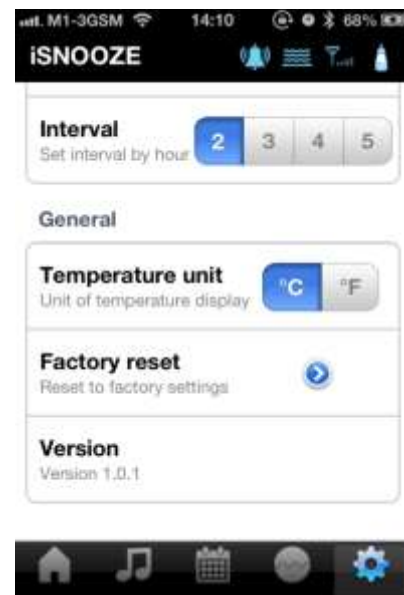 M1-3GSM 14:10 68%
iSNOOZE
Interval
Set interval by hour
2 3 4 5
General
Temperature unit
Unit of temperature display
°C °F
Factory reset
Reset to factory settings
Version
Version 1.0.1